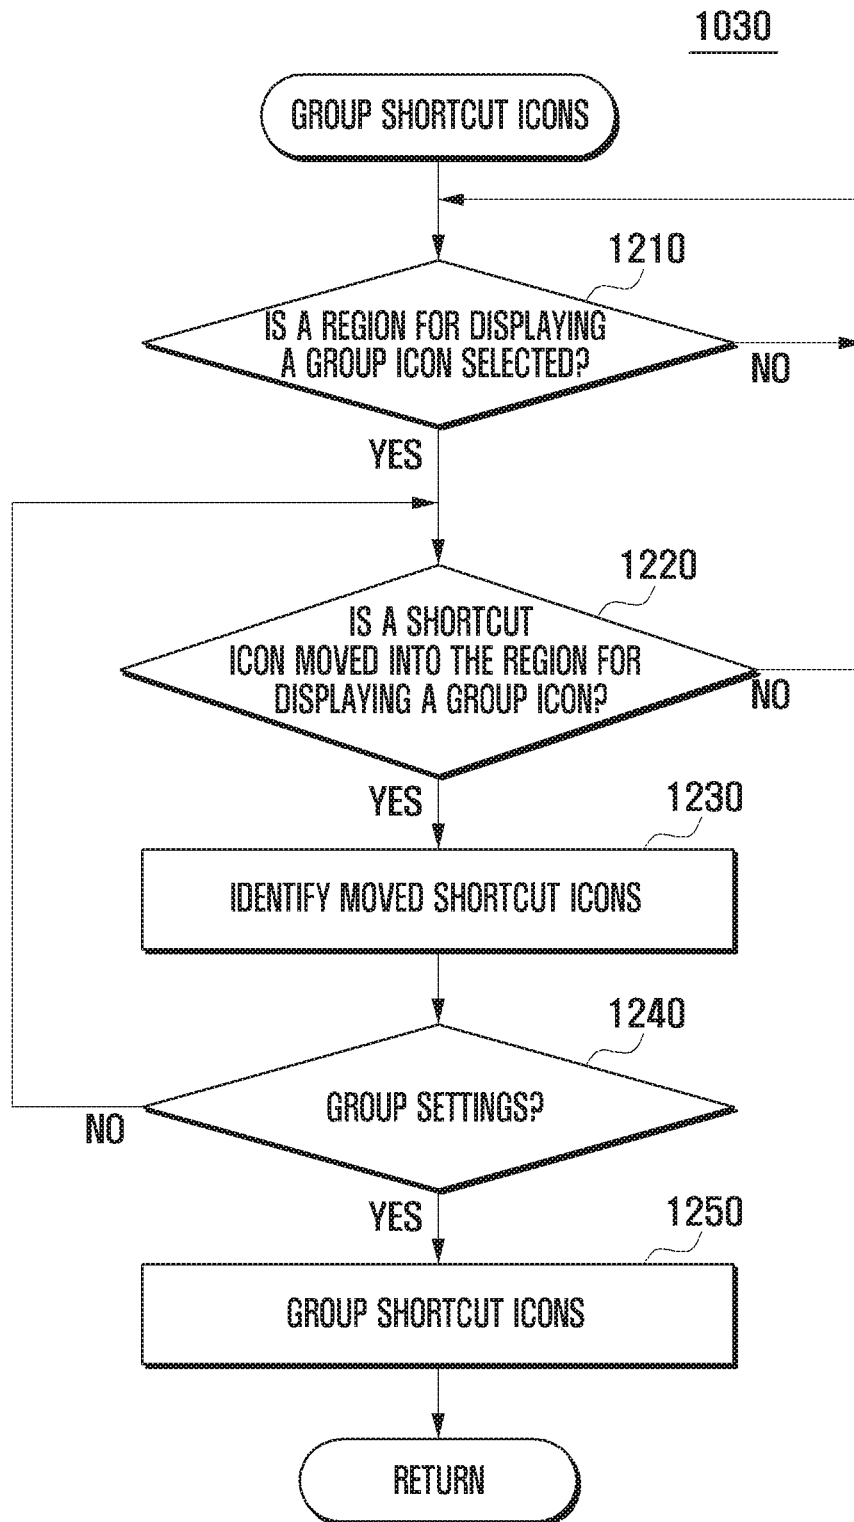 1030
GROUP SHORTCUT ICONS
1210
IS A REGION FOR DISPLAYING
A GROUP ICON SELECTED?
NO
YES
1220
IS A SHORTCUT
ICON MOVED INTO THE REGION FOR
DISPLAYING A GROUP ICON?
NO
YES
1230
IDENTIFY MOVED SHORTCUT ICONS
1240
GROUP SETTINGS?
NO
YES
1250
GROUP SHORTCUT ICONS
RETURN